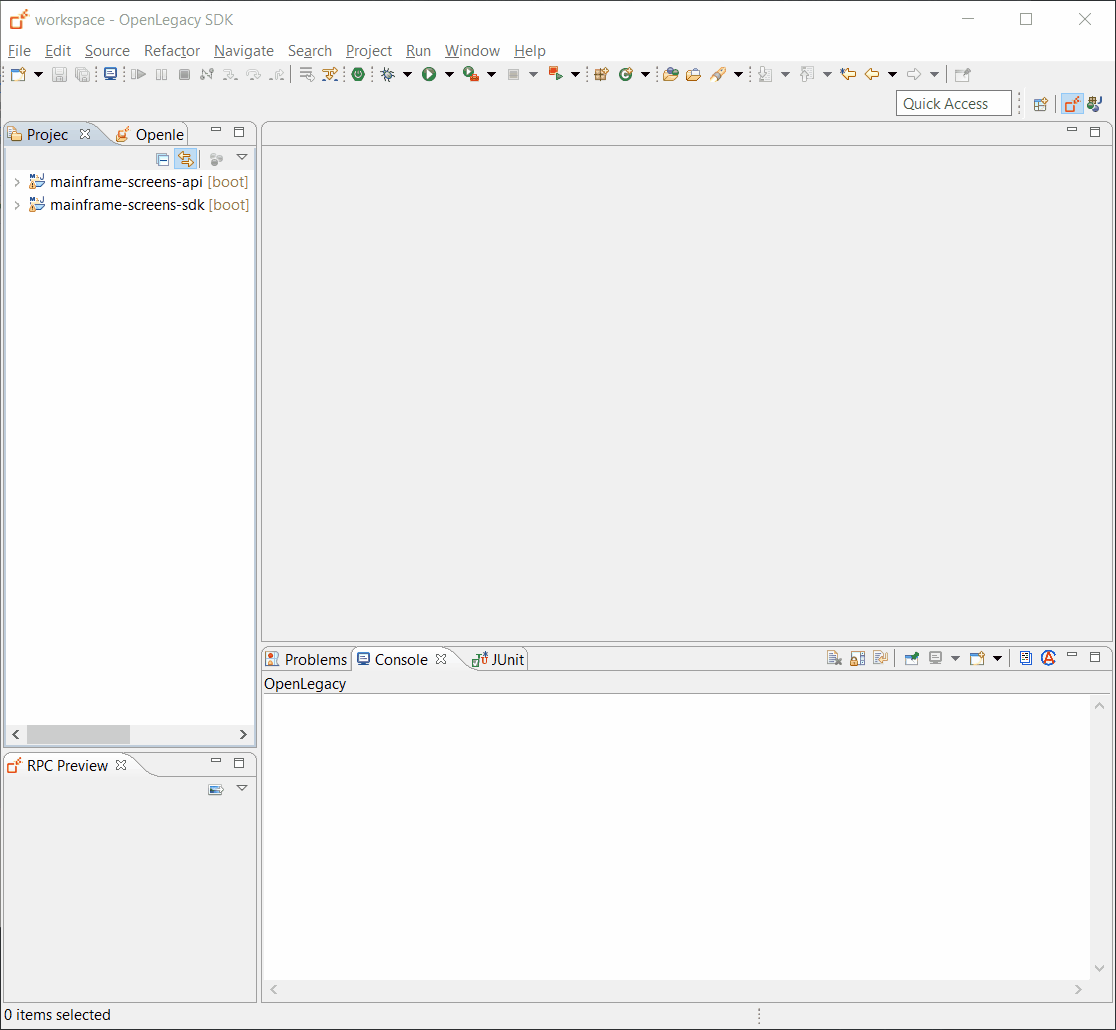 workspace - OpenLegacy SDK
File Edit Source Refactor Navigate Search Project Run Window Help
Quick Access
Projec Openle
mainframe-screens-api [boot]
mainframe-screens-sdk [boot]
Problems Console JUnit
OpenLegacy
RPC Preview
0 items selected